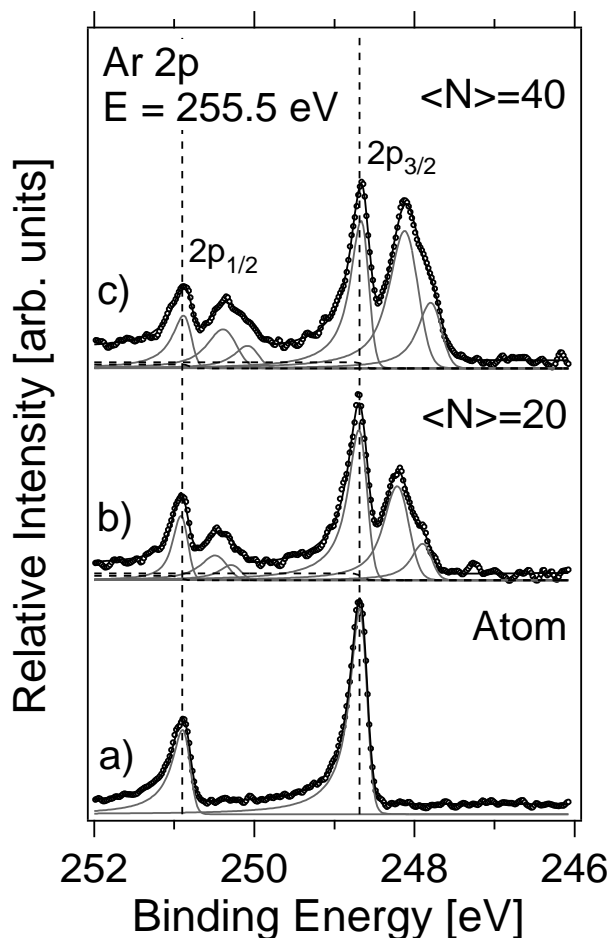 Ar 2p
E = 255.5 eV
<N>=40
2p3/2
2p1/2
c)
<N>=20
b)
Atom
a)
252
250
248
246
Binding Energy [eV]
Relative Intensity [arb. units]